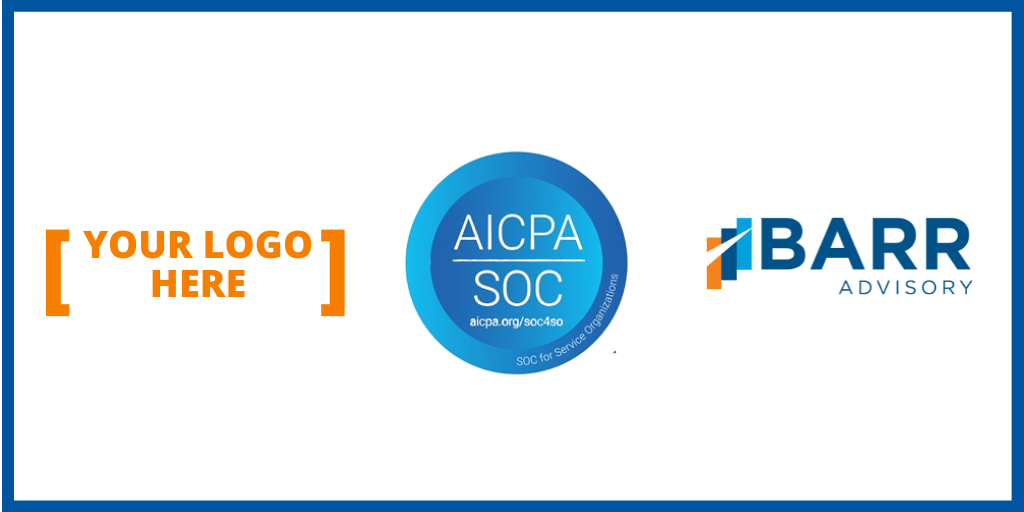 [ YOUR LOGO
HERE ]
AICPA
SOC
aicpa.org/soc4so
SOC for Service Organizations
BARR
ADVISORY